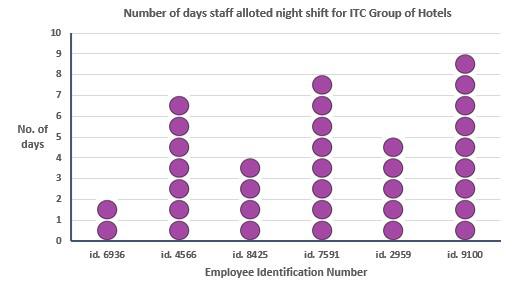 Number of days staff alloted night shift for ITC Group of Hotels
10
9
8
7
6
5
4
3
2
1
0
No. of
days
id. 6936 id. 4566 id. 8425 id. 7591 id. 2959 id. 9100
Employee Identification Number